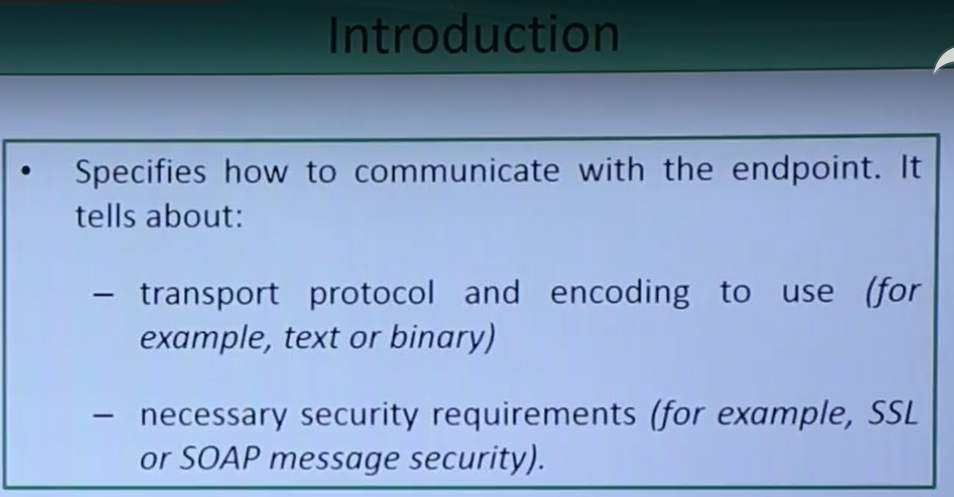 Introduction
• Specifies how to communicate with the endpoint. It
tells about:
– transport protocol and encoding to use (for
example, text or binary)
– necessary security requirements (for example, SSL
or SOAP message security).